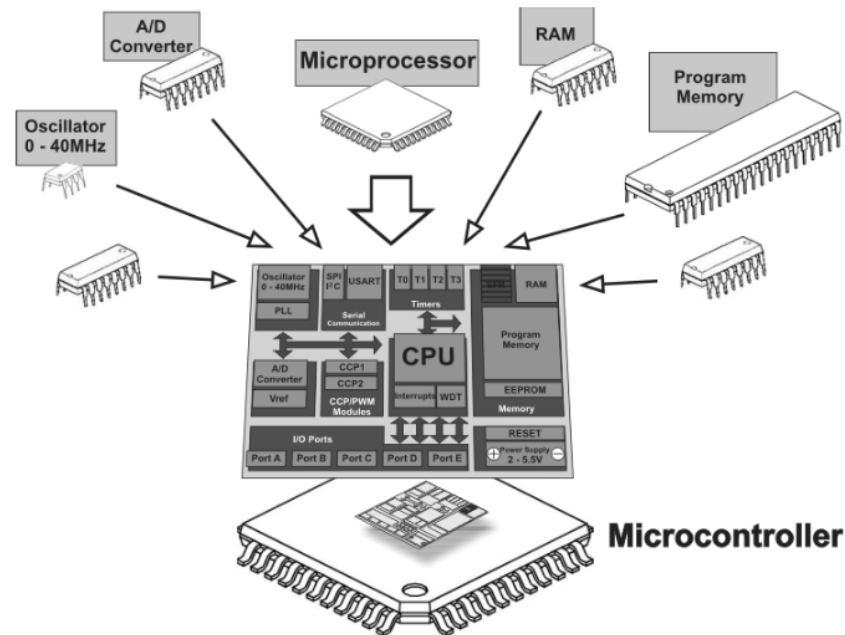 A/D
Converter
Microprocessor
RAM
Program
Memory
Oscillator
0 - 40MHz
Oscillator
0 - 40MHz
PLL
SPI
I²C
USART
Serial
Communication
T0 T1 T2 T3
Timers
RAM
Program
Memory
EEPROM
Memory
A/D
Converter
Vref
CCP1
CCP2
CCP/PWM
Modules
CPU
Interrupts
WDT
I/O Ports
Port A Port B Port C Port D Port E
RESET
Power Supply
2 - 5.5V
Microcontroller